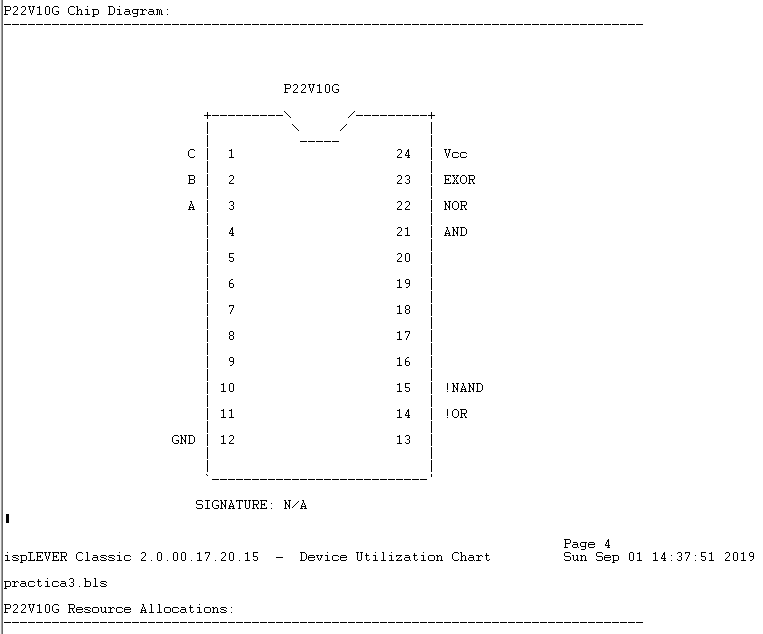 P22V10G Chip Diagram:
--------------------------------------------------------------------------------
P22V10G
+---------\       /---------+
|          \     /          |
|           -----           |
C |  1                    24 | Vcc
B |  2                    23 | EXOR
A |  3                    22 | NOR
|  4                    21 | AND
|  5                    20 |
|  6                    19 |
|  7                    18 |
|  8                    17 |
|  9                    16 |
| 10                    15 | !NAND
| 11                    14 | !OR
GND | 12                    13 |
`---------------------------'
SIGNATURE: N/A
Page 4
ispLEVER Classic 2.0.00.17.20.15  -  Device Utilization Chart         Sun Sep 01 14:37:51 2019
practica3.bls
P22V10G Resource Allocations:
--------------------------------------------------------------------------------